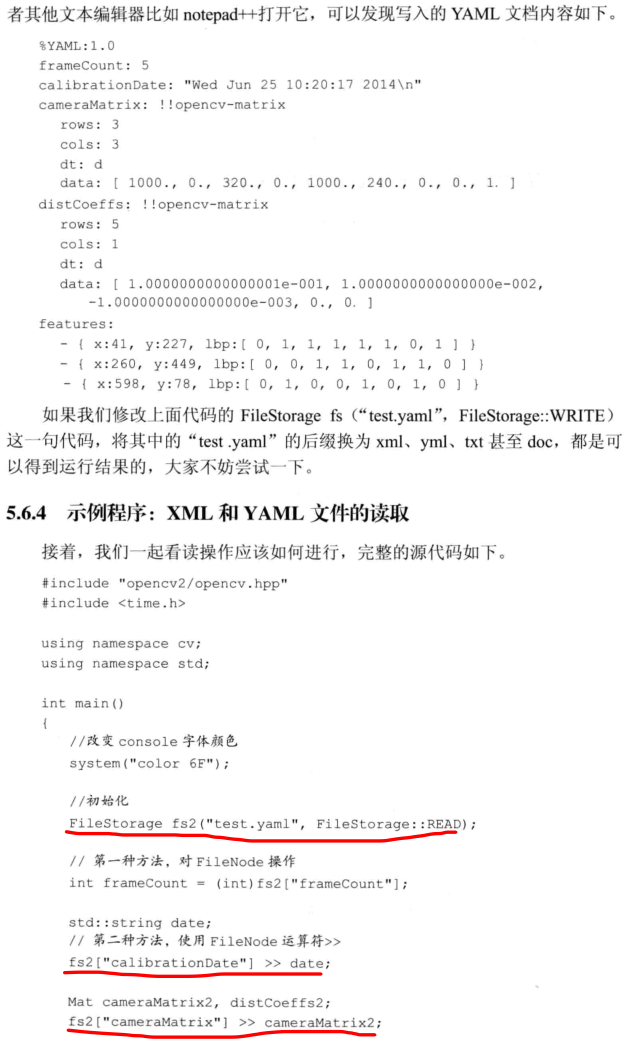 者其他文本编辑器比如 notepad++打开它，可以发现写入的 YAML 文档内容如下。
%YAML:1.0
frameCount: 5
calibrationDate: "Wed Jun 25 10:20:17 2014\n"
cameraMatrix: !!opencv-matrix
rows: 3
cols: 3
dt: d
data: [ 1000., 0., 320., 0., 1000., 240., 0., 0., 1. ]
distCoeffs: !!opencv-matrix
rows: 5
cols: 1
dt: d
data: [ 1.0000000000000001e-001, 1.0000000000000000e-002,
-1.0000000000000000e-003, 0., 0. ]
features:
- { x:41, y:227, lbp:[ 0, 1, 1, 1, 1, 1, 0, 1 ] }
- { x:260, y:449, lbp:[ 0, 0, 1, 1, 0, 1, 1, 0 ] }
- { x:598, y:78, lbp:[ 0, 1, 0, 0, 1, 0, 1, 0 ] }
如果我们修改上面代码的 FileStorage fs（“test.yaml”，FileStorage::WRITE）
这一句代码，将其中的“test .yaml”的后缀换为 xml、yml、txt 甚至 doc，都是可
以得到运行结果的，大家不妨尝试一下。
5.6.4 示例程序：XML 和 YAML 文件的读取
接着，我们一起看读操作应该如何进行，完整的源代码如下。
#include "opencv2/opencv.hpp"
#include <time.h>
using namespace cv;
using namespace std;
int main()
{
//改变 console 字体颜色
system("color 6F");
//初始化
FileStorage fs2("test.yaml", FileStorage::READ);
// 第一种方法，对 FileNode 操作
int frameCount = (int)fs2["frameCount"];
std::string date;
// 第二种方法，使用 FileNode 运算符>>
fs2["calibrationDate"] >> date;
Mat cameraMatrix2, distCoeffs2;
fs2["cameraMatrix"] >> cameraMatrix2;